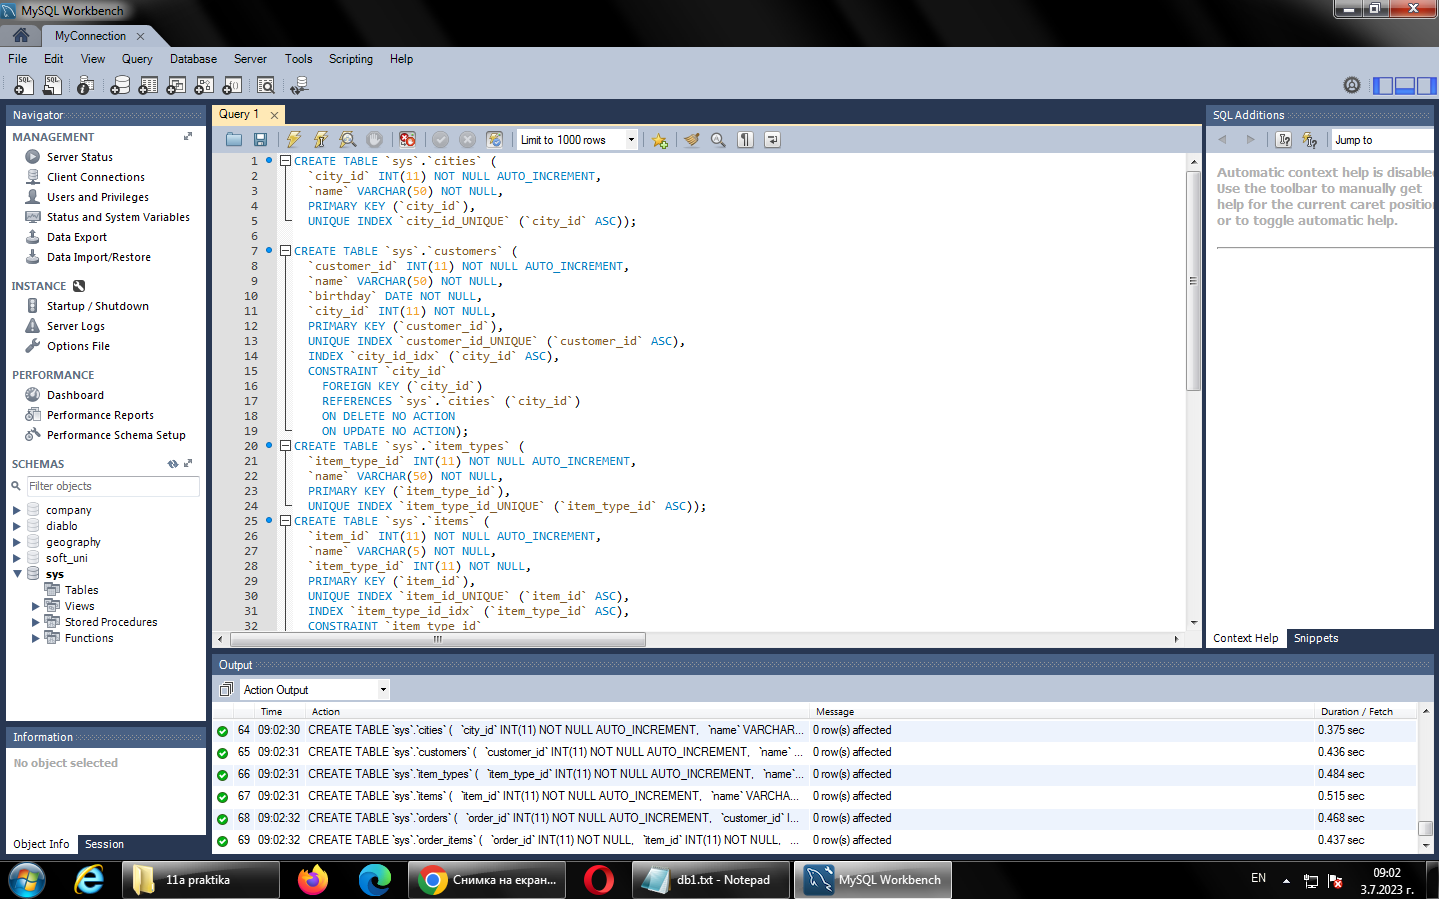 MySQL Workbench
MyConnection
File Edit View Query Database Server Tools Scripting Help
Navigator
MANAGEMENT
Server Status
Client Connections
Users and Privileges
Status and System Variables
Data Export
Data Import/Restore
INSTANCE
Startup / Shutdown
Server Logs
Options File
PERFORMANCE
Dashboard
Performance Reports
Performance Schema Setup
SCHEMAS
Filter objects
company
diablo
geography
soft_uni
sys
Tables
Views
Stored Procedures
Functions
Information
No object selected
Object Info Session
Query 1
Limit to 1000 rows
1 CREATE TABLE `sys`.`cities` (
2 `city_id` INT(11) NOT NULL AUTO_INCREMENT,
3 `name` VARCHAR(50) NOT NULL,
4 PRIMARY KEY (`city_id`),
5 UNIQUE INDEX `city_id_UNIQUE` (`city_id` ASC));
6
7 CREATE TABLE `sys`.`customers` (
8 `customer_id` INT(11) NOT NULL AUTO_INCREMENT,
9 `name` VARCHAR(50) NOT NULL,
10 `birthday` DATE NOT NULL,
11 `city_id` INT(11) NOT NULL,
12 PRIMARY KEY (`customer_id`),
13 UNIQUE INDEX `customer_id_UNIQUE` (`customer_id` ASC),
14 INDEX `city_id_idx` (`city_id` ASC),
15 CONSTRAINT `city_id`
16 FOREIGN KEY (`city_id`)
17 REFERENCES `sys`.`cities` (`city_id`)
18 ON DELETE NO ACTION
19 ON UPDATE NO ACTION);
20 CREATE TABLE `sys`.`item_types` (
21 `item_type_id` INT(11) NOT NULL AUTO_INCREMENT,
22 `name` VARCHAR(50) NOT NULL,
23 PRIMARY KEY (`item_type_id`),
24 UNIQUE INDEX `item_type_id_UNIQUE` (`item_type_id` ASC));
25 CREATE TABLE `sys`.`items` (
26 `item_id` INT(11) NOT NULL AUTO_INCREMENT,
27 `name` VARCHAR(5) NOT NULL,
28 `item_type_id` INT(11) NOT NULL,
29 PRIMARY KEY (`item_id`),
30 UNIQUE INDEX `item_id_UNIQUE` (`item_id` ASC),
31 INDEX `item_type_id_idx` (`item_type_id` ASC),
32 CONSTRAINT `item_type_id`
SQL Additions
Jump to
Automatic context help is disabled
Use the toolbar to manually get
help for the current caret position
or to toggle automatic help.
Context Help Snippets
Output
Action Output
Time Action Message Duration / Fetch
64 09:02:30 CREATE TABLE `sys`.`cities` ( `city_id` INT(11) NOT NULL AUTO_INCREMENT, `name` VARCHAR... 0 row(s) affected 0.375 sec
65 09:02:31 CREATE TABLE `sys`.`customers` ( `customer_id` INT(11) NOT NULL AUTO_INCREMENT, `name` ... 0 row(s) affected 0.436 sec
66 09:02:31 CREATE TABLE `sys`.`item_types` ( `item_type_id` INT(11) NOT NULL AUTO_INCREMENT, `name`... 0 row(s) affected 0.484 sec
67 09:02:31 CREATE TABLE `sys`.`items` ( `item_id` INT(11) NOT NULL AUTO_INCREMENT, `name` VARCHA... 0 row(s) affected 0.515 sec
68 09:02:32 CREATE TABLE `sys`.`orders` ( `order_id` INT(11) NOT NULL AUTO_INCREMENT, `customer_id` I... 0 row(s) affected 0.468 sec
69 09:02:32 CREATE TABLE `sys`.`order_items` ( `order_id` INT(11) NOT NULL, `item_id` INT(11) NOT NULL, ... 0 row(s) affected 0.437 sec
11a praktika
Снимка на екран...
db1.txt - Notepad
MySQL Workbench
EN
09:02
3.7.2023 г.